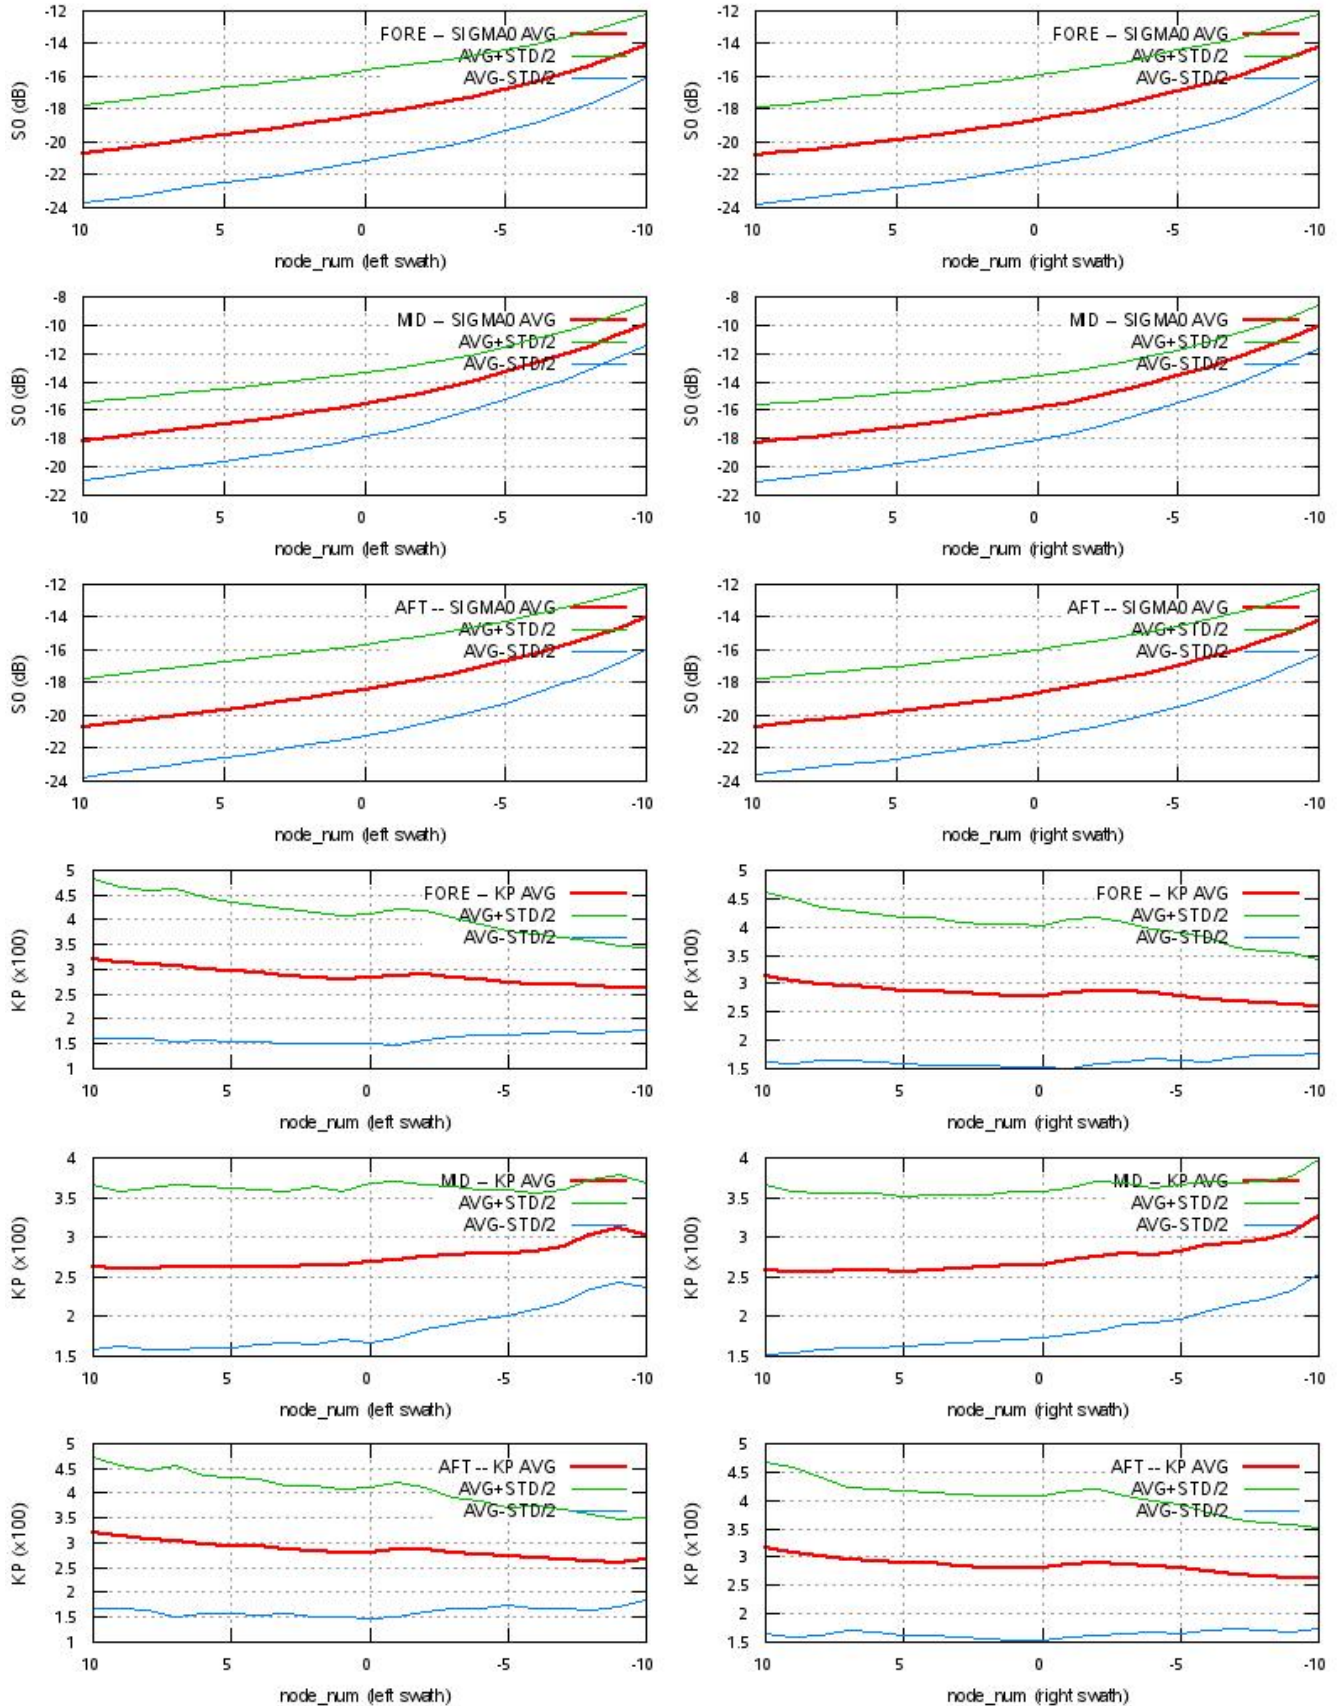 -12
-14
-16
-18
-20
-22
-24
S0 (dB)
FORE – SIGMA0 AVG
AVG+STD/2
AVG-STD/2
10 5 0 -5 -10
node_num (left swath)
-12
-14
-16
-18
-20
-22
-24
S0 (dB)
FORE – SIGMA0 AVG
AVG+STD/2
AVG-STD/2
10 5 0 -5 -10
node_num (right swath)
-8
-10
-12
-14
-16
-18
-20
-22
S0 (dB)
MID – SIGMA0 AVG
AVG+STD/2
AVG-STD/2
10 5 0 -5 -10
node_num (left swath)
-8
-10
-12
-14
-16
-18
-20
-22
S0 (dB)
MID – SIGMA0 AVG
AVG+STD/2
AVG-STD/2
10 5 0 -5 -10
node_num (right swath)
-12
-14
-16
-18
-20
-22
-24
S0 (dB)
AFT -- SIGMA0 AVG
AVG+STD/2
AVG-STD/2
10 5 0 -5 -10
node_num (left swath)
-12
-14
-16
-18
-20
-22
-24
S0 (dB)
AFT -- SIGMA0 AVG
AVG+STD/2
AVG-STD/2
10 5 0 -5 -10
node_num (right swath)
5
4.5
4
3.5
3
2.5
2
1.5
1
KP (x100)
FORE – KP AVG
AVG+STD/2
AVG-STD/2
10 5 0 -5 -10
node_num (left swath)
5
4.5
4
3.5
3
2.5
2
1.5
KP (x100)
FORE – KP AVG
AVG+STD/2
AVG-STD/2
10 5 0 -5 -10
node_num (right swath)
4
3.5
3
2.5
2
1.5
KP (x100)
MID – KP AVG
AVG+STD/2
AVG-STD/2
10 5 0 -5 -10
node_num (left swath)
4
3.5
3
2.5
2
1.5
KP (x100)
MID – KP AVG
AVG+STD/2
AVG-STD/2
10 5 0 -5 -10
node_num (right swath)
5
4.5
4
3.5
3
2.5
2
1.5
1
KP (x100)
AFT -- KP AVG
AVG+STD/2
AVG-STD/2
10 5 0 -5 -10
node_num (left swath)
5
4.5
4
3.5
3
2.5
2
1.5
KP (x100)
AFT -- KP AVG
AVG+STD/2
AVG-STD/2
10 5 0 -5 -10
node_num (right swath)